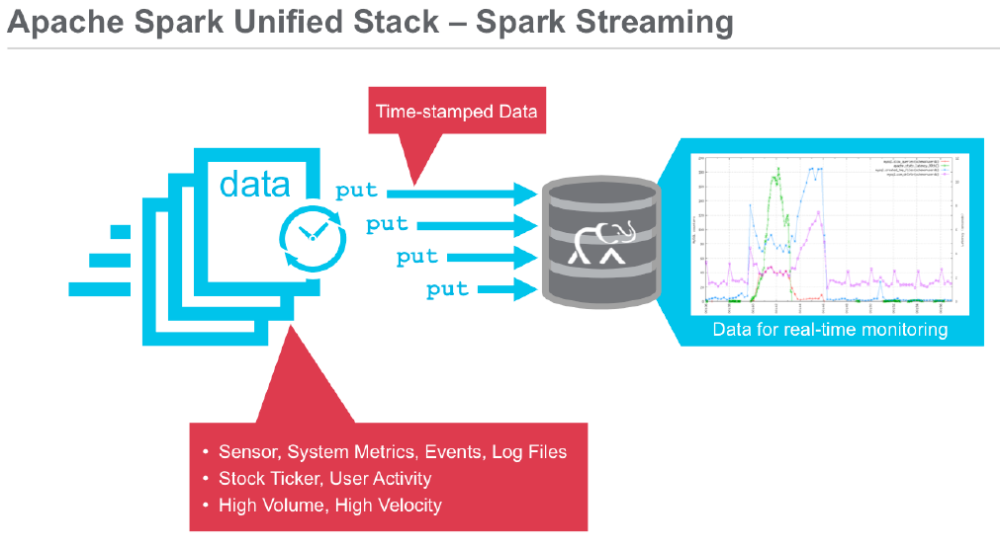 Apache Spark Unified Stack – Spark Streaming
Time-stamped Data
data
put
put
put
put
Data for real-time monitoring
• Sensor, System Metrics, Events, Log Files
• Stock Ticker, User Activity
• High Volume, High Velocity